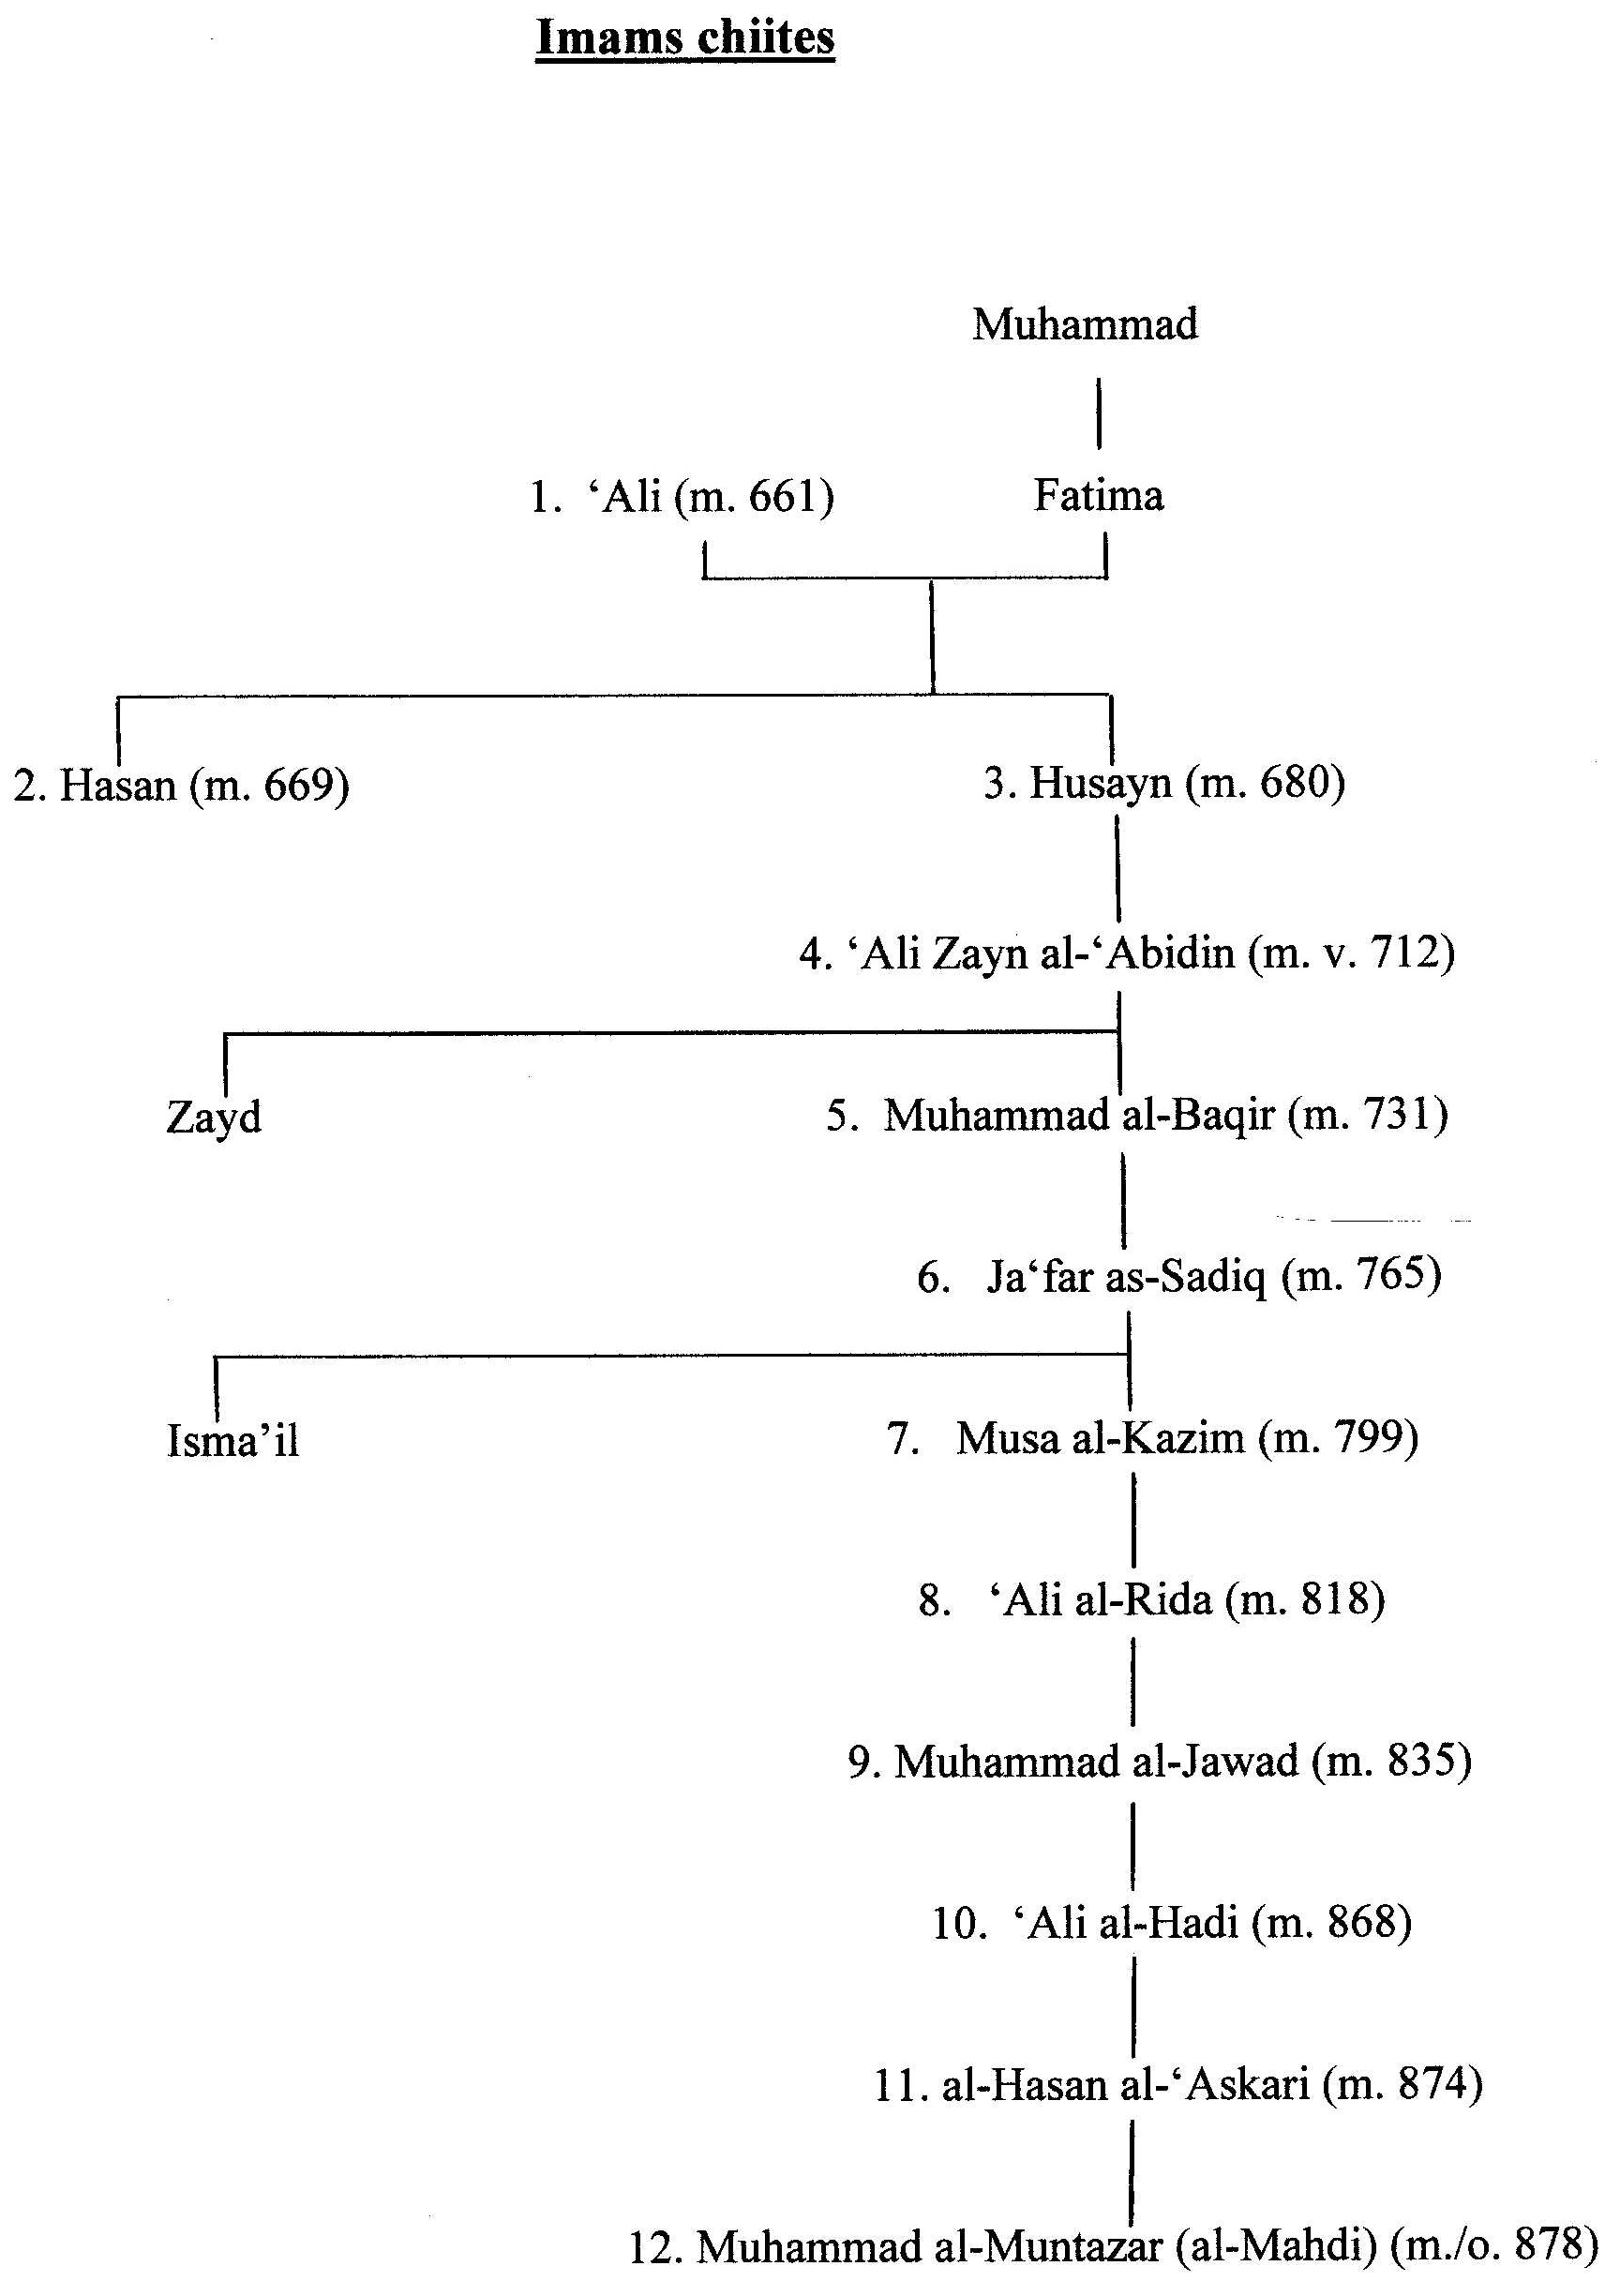 Imams chiites
Muhammad
1. ‘Ali (m. 661) Fatima
2. Hasan (m. 669) 3. Husayn (m. 680)
4. ‘Ali Zayn al-‘Abidin (m. v. 712)
Zayd 5. Muhammad al-Baqir (m. 731)
6. Ja‘far as-Sadiq (m. 765)
Isma’il 7. Musa al-Kazim (m. 799)
8. ‘Ali al-Rida (m. 818)
9. Muhammad al-Jawad (m. 835)
10. ‘Ali al-Hadi (m. 868)
11. al-Hasan al-‘Askari (m. 874)
12. Muhammad al-Muntazar (al-Mahdi) (m./o. 878)